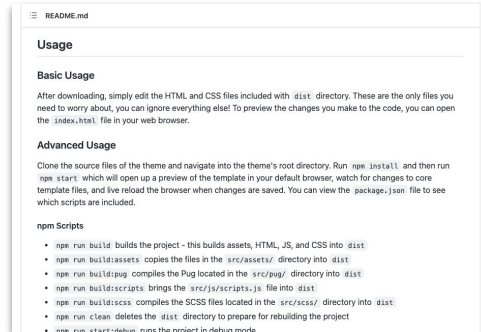 README.md
Usage
Basic Usage
After downloading, simply edit the HTML and CSS files included with dist directory. These are the only files you
need to worry about, you can ignore everything else! To preview the changes you make to the code, you can open
the index.html file in your web browser.
Advanced Usage
Clone the source files of the theme and navigate into the theme's root directory. Run npm install and then run
npm start which will open up a preview of the template in your default browser, watch for changes to core
template files, and live reload the browser when changes are saved. You can view the package.json file to see
which scripts are included.
npm Scripts
• npm run build builds the project - this builds assets, HTML, JS, and CSS into dist
• npm run build:assets copies the files in the src/assets/ directory into dist
• npm run build:pug compiles the Pug located in the src/pug/ directory into dist
• npm run build:scripts brings the src/js/scripts.js file into dist
• npm run build:scss compiles the SCSS files located in the src/scss/ directory into dist
• npm run clean deletes the dist directory to prepare for rebuilding the project
• npm run start:debug runs the project in debug mode